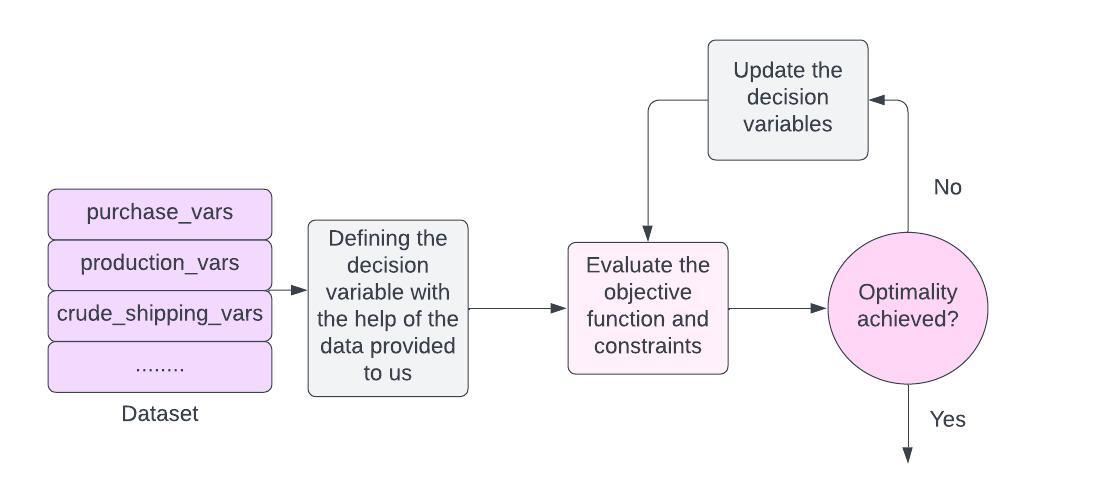 purchase_vars
production_vars
crude_shipping_vars
........
Dataset
Defining the
decision
variable with
the help of the
data provided
to us
Evaluate the
objective
function and
constraints
Update the
decision
variables
Optimality
achieved?
No
Yes